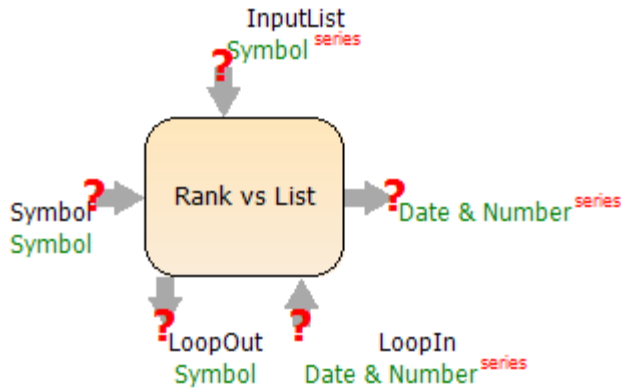 InputList
Symbol series
?
Rank vs List
?
Symbol
Symbol
?
Date & Number series
?
LoopOut
Symbol
?
LoopIn
Date & Number series